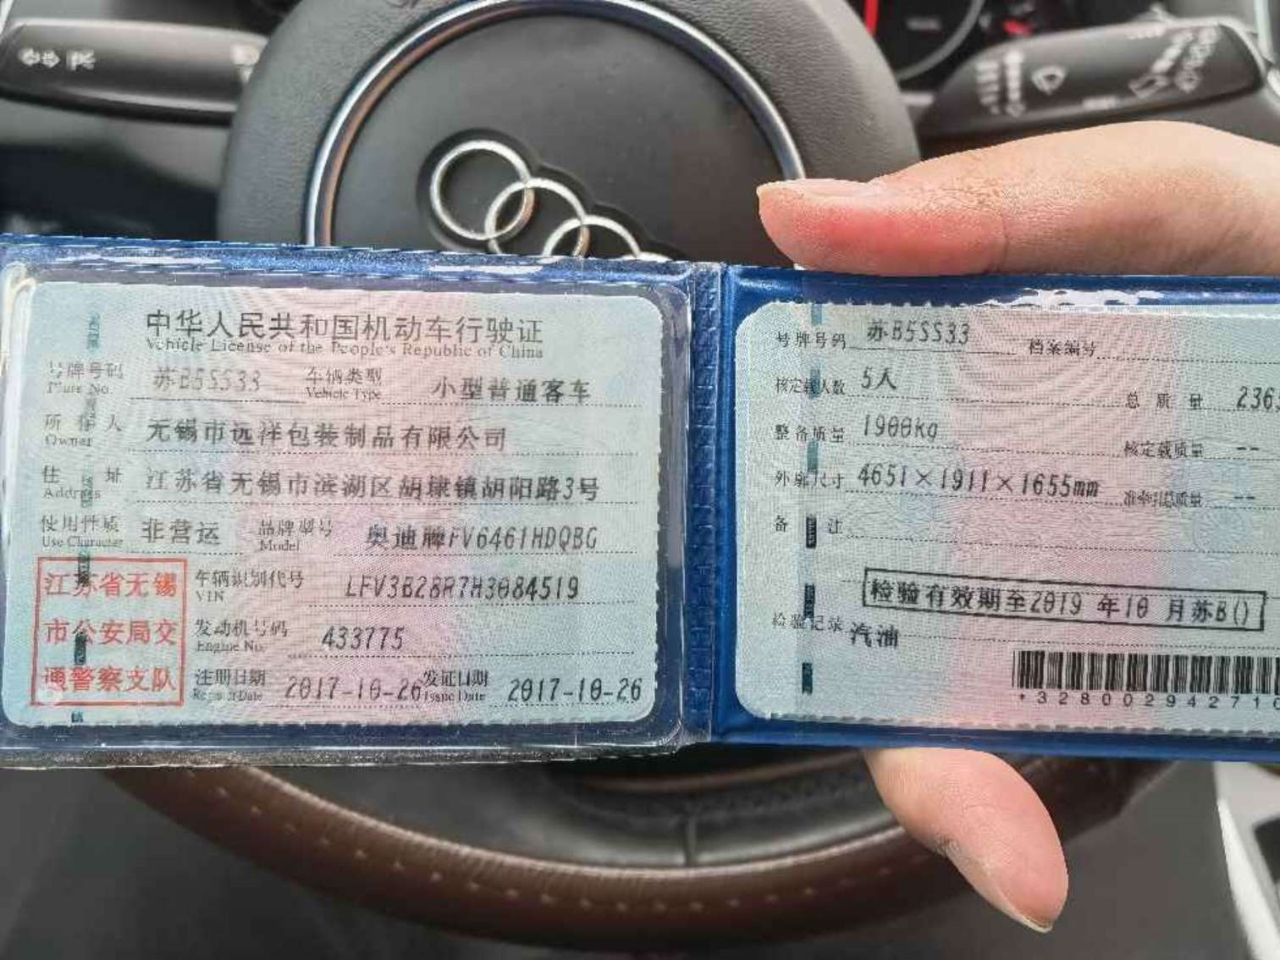 中华人民共和国机动车行驶证
Vehicle License of the People's Republic of China
号牌号码 苏B5SS33 车辆类型 小型普通客车
Plate No. Vehicle Type
所有人 无锡市远洋包装制品有限公司
Owner
住址 江苏省无锡市滨湖区胡埭镇胡阳路3号
Address
使用性质 非营运 品牌型号 奥迪牌FV6461HDQBG
Use Character Model
江苏省无锡
市公安局交
通警察支队
车辆识别代号 LFV3B28R7H3084519
VIN
发动机号码 433775
Engine No.
注册日期 2017-10-26 发证日期 2017-10-26
Register Date Issue Date
号牌号码 苏B5SS33 档案编号
核定载人数 5人 总质量 236
整备质量 1900kg 核定载质量 --
外廓尺寸 4651×1911×1655mm 准牵引总质量 --
备注
检验有效期至2019年10月苏B()
检验记录 汽油
*328002942710